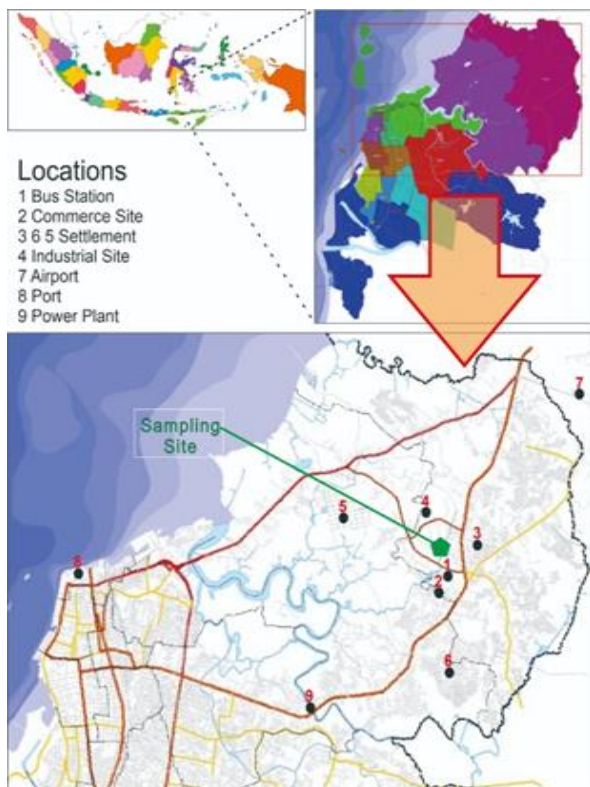 Locations
1 Bus Station
2 Commerce Site
3 6 5 Settlement
4 Industrial Site
7 Airport
8 Port
9 Power Plant
7
Sampling
Site
4
5
3
1
8
2
6
9